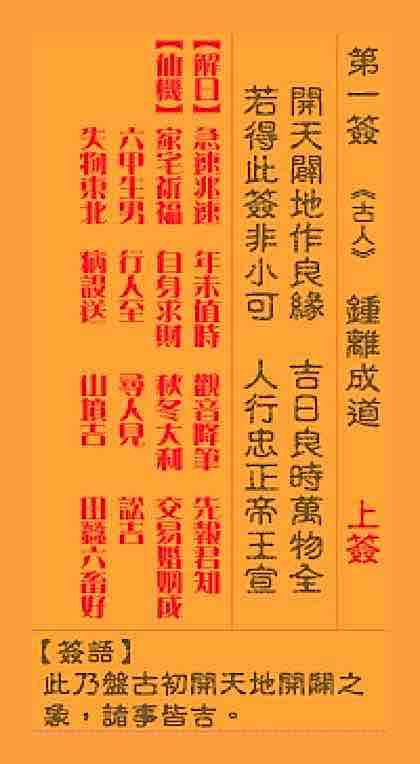 第一簽 《古人》 鍾離成道 上簽
開天闢地作良緣 吉日良時萬物全
若得此簽非小可 人行忠正帝王宣
【解曰】急速兆速 年未值時 觀音降筆 先報君知
【仙機】家宅祈福 自身求財 秋冬大利 交易婚姻成
六甲生男 行人至 尋人見 訟吉
失物東北 病設送 山墳吉 田蠶六畜好
【簽語】
此乃盤古初開天地開闢之
象，諸事皆吉。